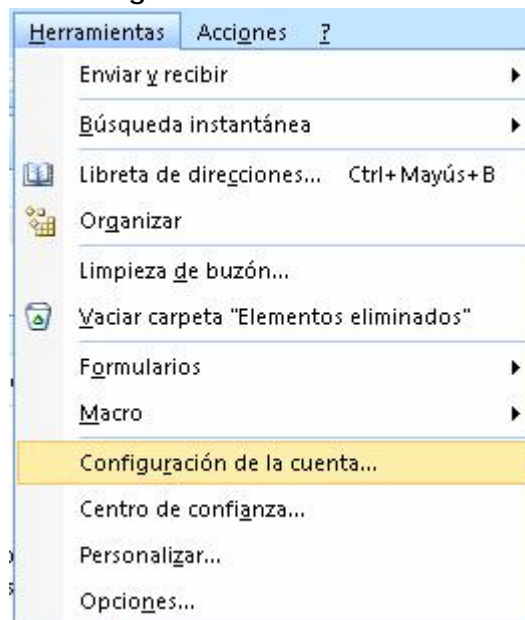 Herramientas Acciones ?
Enviar y recibir
Búsqueda instantánea
Libreta de direcciones... Ctrl+Mayús+B
Organizar
Limpieza de buzón...
Vaciar carpeta "Elementos eliminados"
Formularios
Macro
Configuración de la cuenta...
Centro de confianza...
Personalizar...
Opciones...